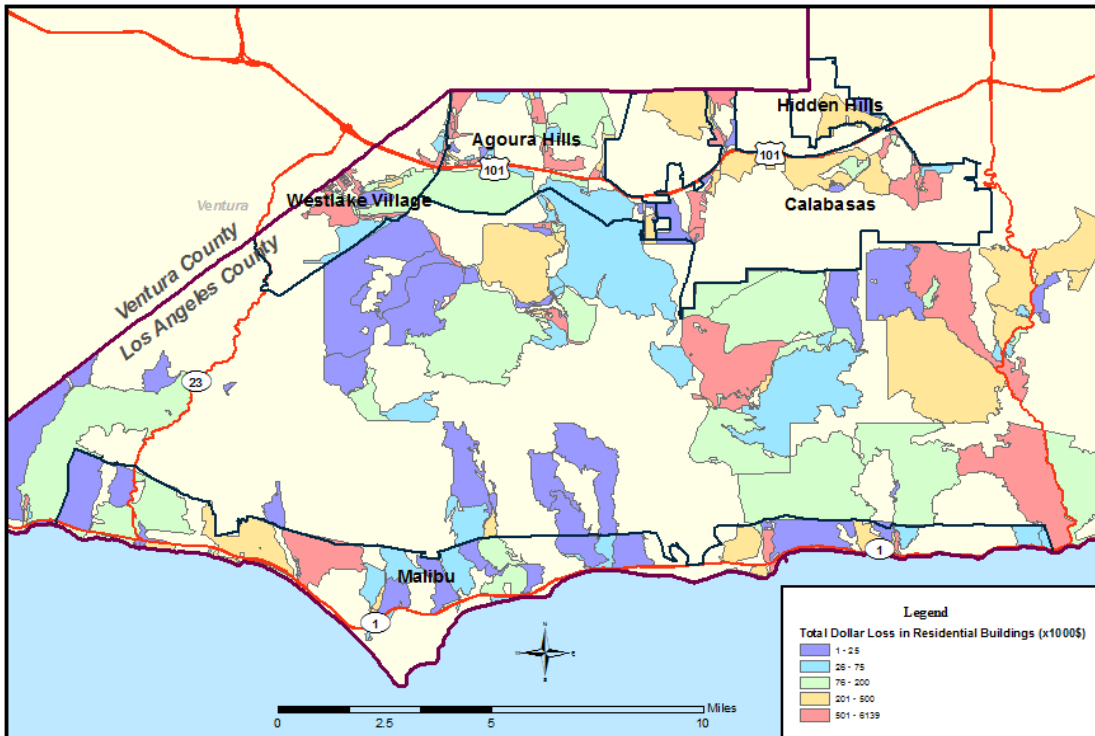 Hidden Hills
Agoura Hills
101
101
Westlake Village
Calabasas
Ventura
Ventura County
Los Angeles County
23
Malibu
1
1
N
S
E
Miles
0
2.5
5
10
Legend
Total Dollar Loss in Residential Buildings (x1000$)
1 - 25
26 - 75
76 - 200
201 - 500
501 - 6139